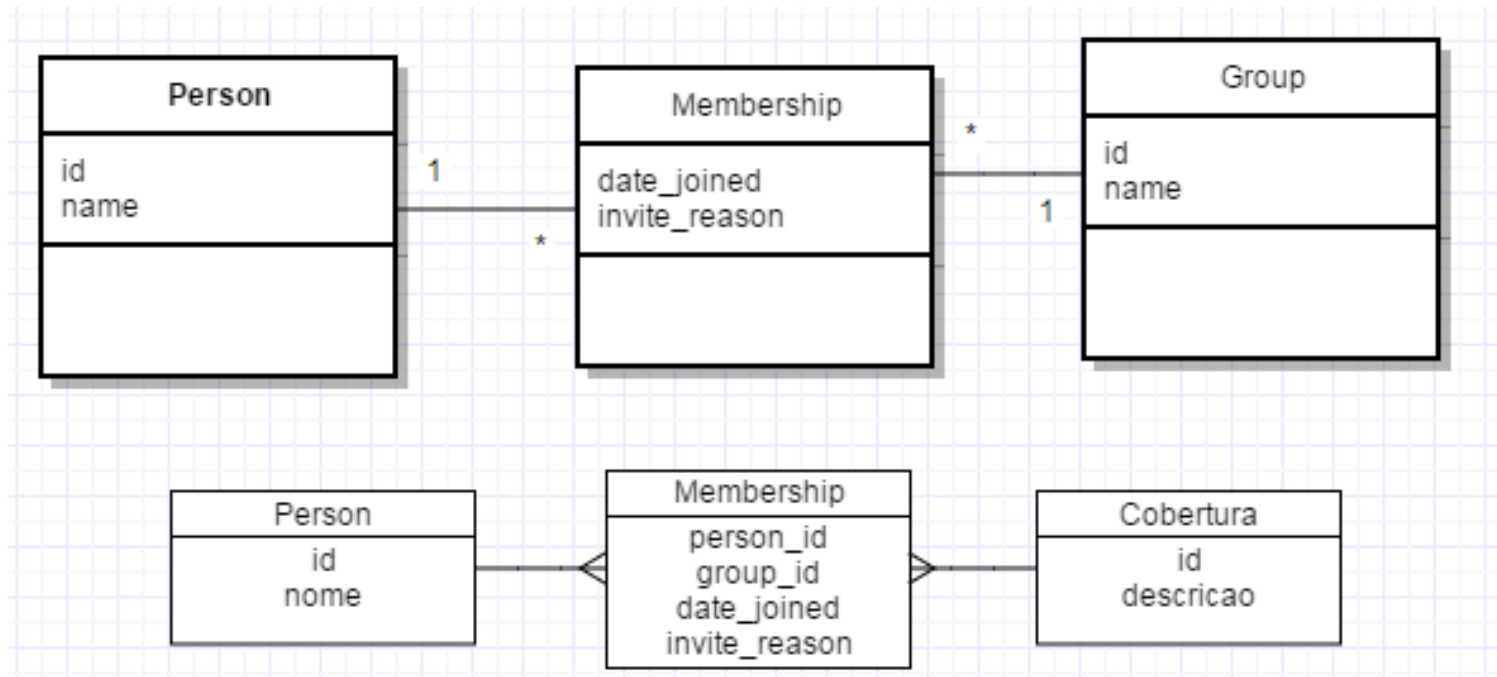 Person
id
name
1
*
Membership
date_joined
invite_reason
*
1
Group
id
name
Person
id
nome
Membership
person_id
group_id
date_joined
invite_reason
Cobertura
id
descricao